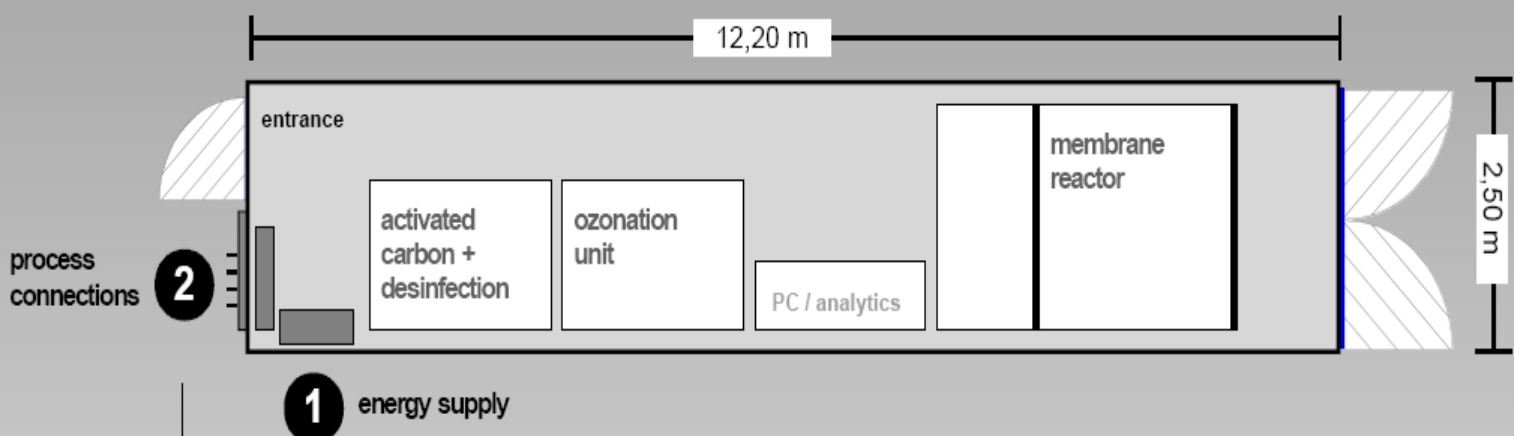 12,20 m
entrance
membrane
reactor
2,50 m
activated
carbon +
desinfection
ozonation
unit
process
connections
2
PC / analytics
1
energy supply